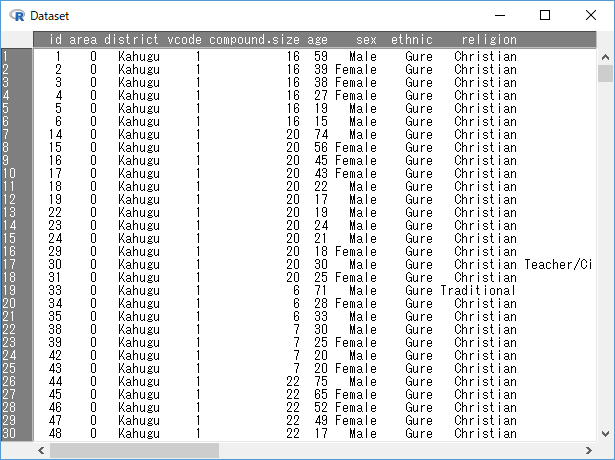 Dataset
id area district vcode compound.size age sex ethnic religion
1 1 0 Kahugu 1 16 59 Male Gure Christian
2 2 0 Kahugu 1 16 39 Female Gure Christian
3 3 0 Kahugu 1 16 38 Female Gure Christian
4 4 0 Kahugu 1 16 27 Female Gure Christian
5 5 0 Kahugu 1 16 19 Male Gure Christian
6 6 0 Kahugu 1 16 15 Male Gure Christian
7 14 0 Kahugu 1 20 74 Male Gure Christian
8 15 0 Kahugu 1 20 56 Female Gure Christian
9 16 0 Kahugu 1 20 45 Female Gure Christian
10 17 0 Kahugu 1 20 43 Female Gure Christian
11 18 0 Kahugu 1 20 22 Male Gure Christian
12 19 0 Kahugu 1 20 17 Male Gure Christian
13 22 0 Kahugu 1 20 19 Male Gure Christian
14 23 0 Kahugu 1 20 24 Male Gure Christian
15 24 0 Kahugu 1 20 21 Male Gure Christian
16 29 0 Kahugu 1 20 18 Female Gure Christian
17 30 0 Kahugu 1 20 30 Male Gure Christian Teacher/Ci
18 31 0 Kahugu 1 20 25 Female Gure Christian
19 33 0 Kahugu 1 6 71 Male Gure Traditional
20 34 0 Kahugu 1 6 28 Female Gure Christian
21 35 0 Kahugu 1 6 33 Male Gure Christian
22 38 0 Kahugu 1 7 30 Male Gure Christian
23 39 0 Kahugu 1 7 25 Female Gure Christian
24 42 0 Kahugu 1 7 20 Male Gure Christian
25 43 0 Kahugu 1 7 20 Female Gure Christian
26 44 0 Kahugu 1 22 75 Male Gure Christian
27 45 0 Kahugu 1 22 65 Female Gure Christian
28 46 0 Kahugu 1 22 52 Female Gure Christian
29 47 0 Kahugu 1 22 49 Female Gure Christian
30 48 0 Kahugu 1 22 17 Male Gure Christian